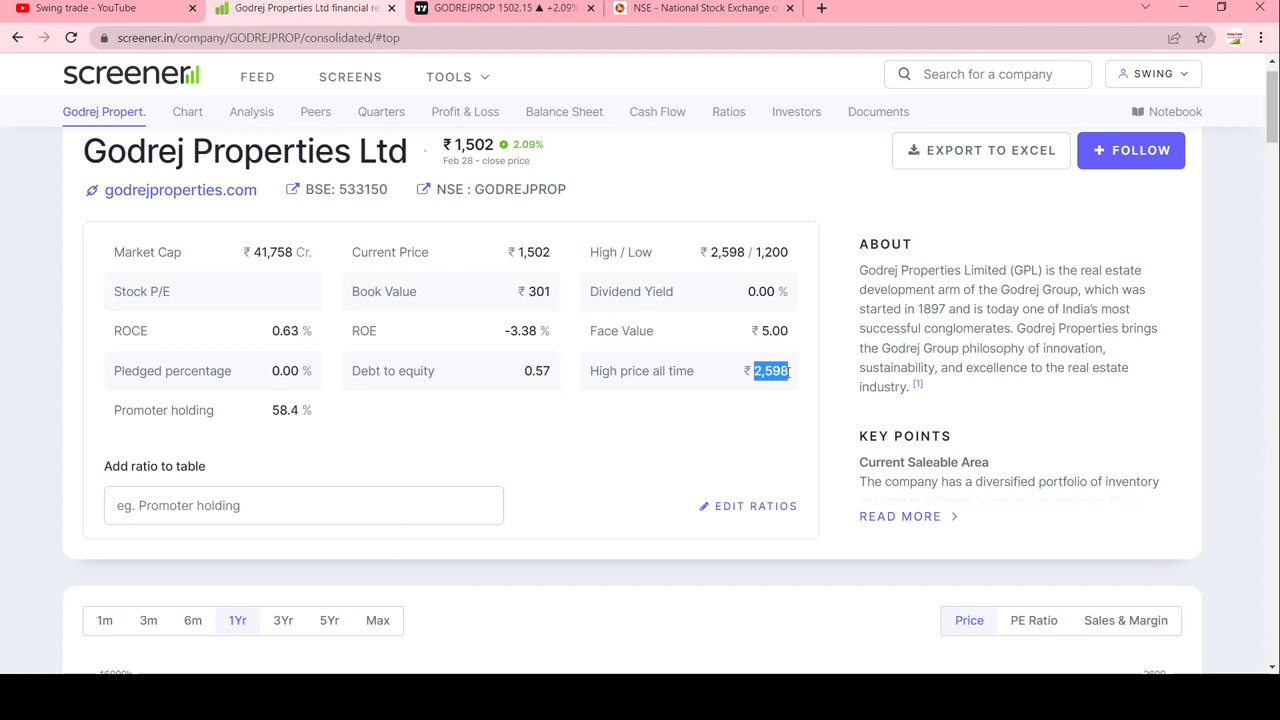 Swing trade - YouTube
Godrej Properties Ltd financial re
GODREJPROP 1502.15 ▲ +2.09%
NSE - National Stock Exchange o
screener.in/company/GODREJPROP/consolidated/#top
screener
FEED
SCREENS
TOOLS
Search for a company
SWING
Godrej Propert.
Chart
Analysis
Peers
Quarters
Profit & Loss
Balance Sheet
Cash Flow
Ratios
Investors
Documents
Notebook
Godrej Properties Ltd
₹ 1,502
2.09%
Feb 28 - close price
EXPORT TO EXCEL
+ FOLLOW
godrejproperties.com
BSE: 533150
NSE : GODREJPROP
Market Cap ₹ 41,758 Cr.
Current Price ₹ 1,502
High / Low ₹ 2,598 / 1,200
Stock P/E
Book Value ₹ 301
Dividend Yield 0.00 %
ROCE 0.63 %
ROE -3.38 %
Face Value ₹ 5.00
Pledged percentage 0.00 %
Debt to equity 0.57
High price all time ₹ 2,598
Promoter holding 58.4 %
Add ratio to table
eg. Promoter holding
EDIT RATIOS
ABOUT
Godrej Properties Limited (GPL) is the real estate
development arm of the Godrej Group, which was
started in 1897 and is today one of India's most
successful conglomerates. Godrej Properties brings
the Godrej Group philosophy of innovation,
sustainability, and excellence to the real estate
industry. [1]
KEY POINTS
Current Saleable Area
The company has a diversified portfolio of inventory
READ MORE
1m
3m
6m
1Yr
3Yr
5Yr
Max
Price
PE Ratio
Sales & Margin